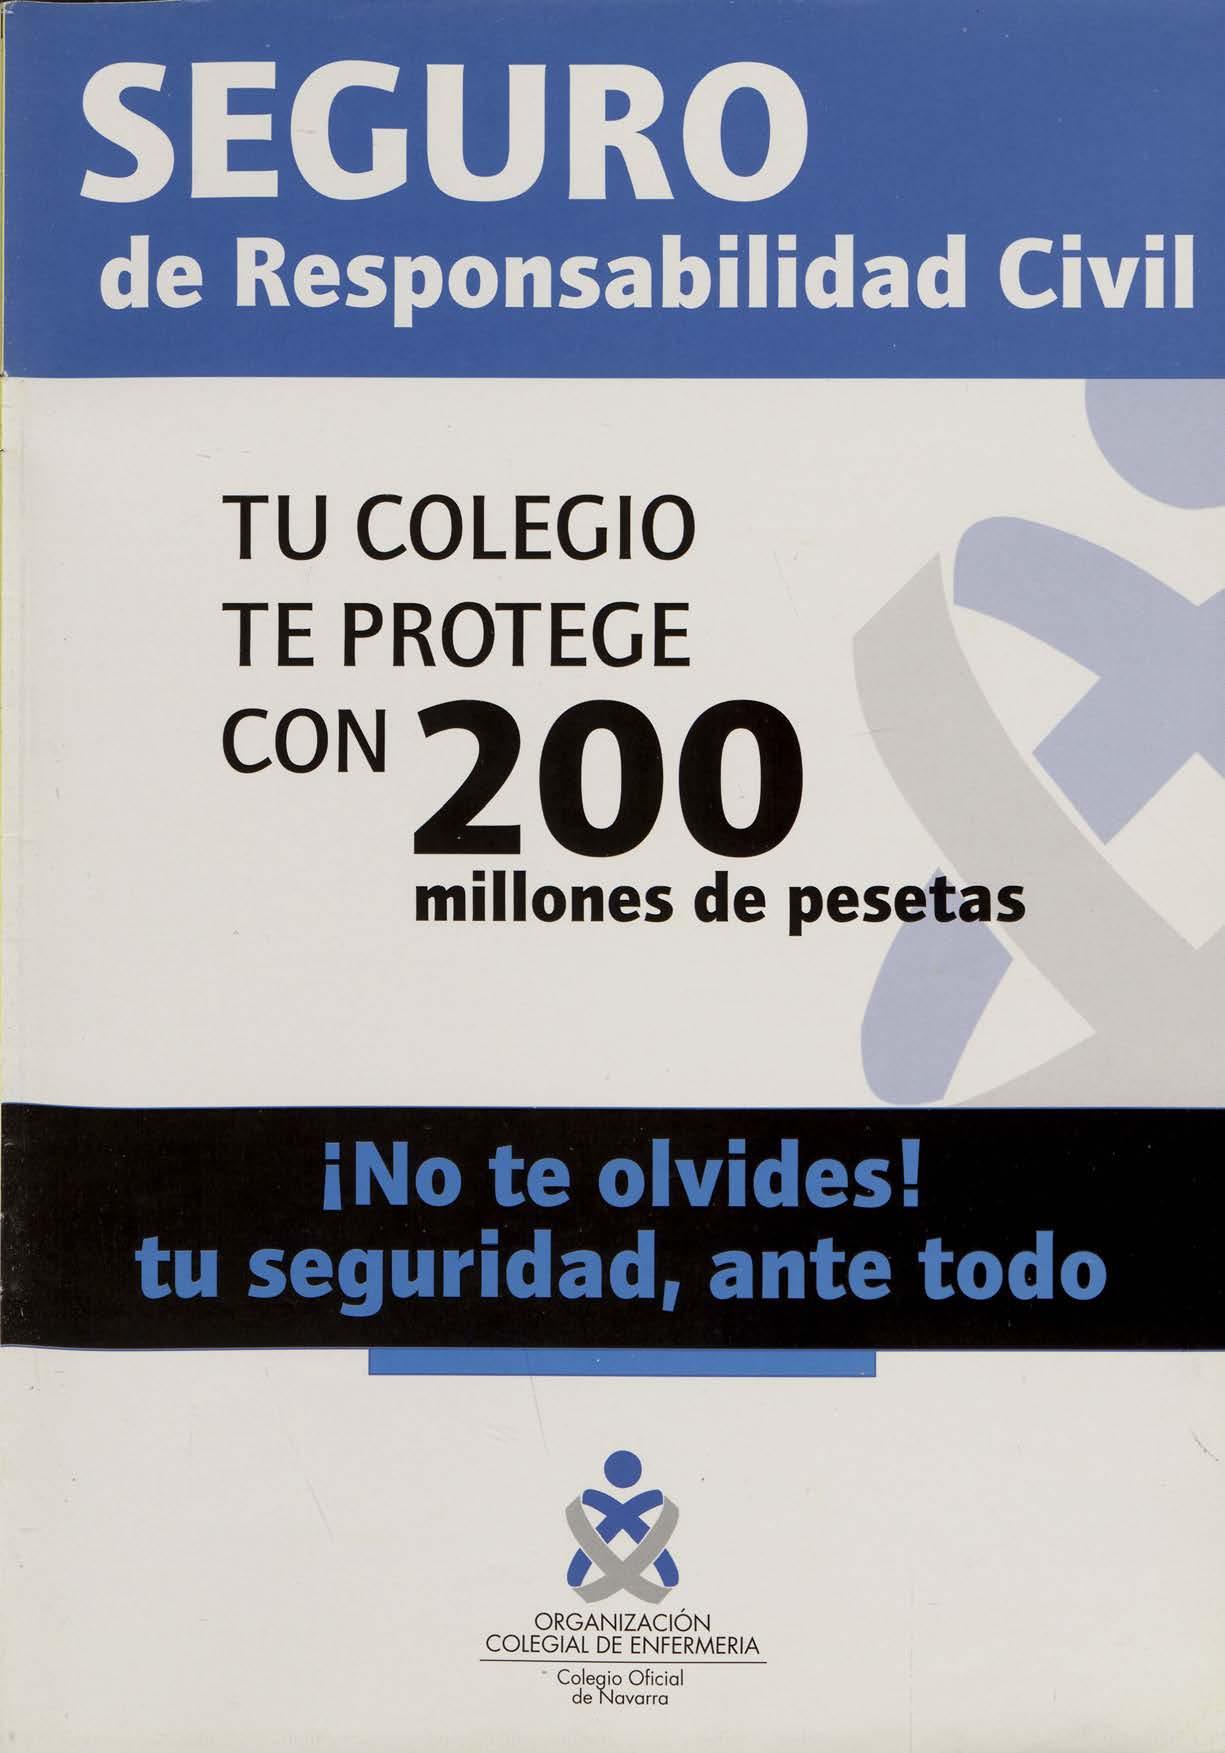 SEGURO
de Responsabilidad Civil
TU COLEGIO
TE PROTEGE
CON 200
millones de pesetas
¡No te olvides!
tu seguridad, ante todo
ORGANIZACIÓN
COLEGIAL DE ENFERMERIA
Colegio Oficial
de Navarra